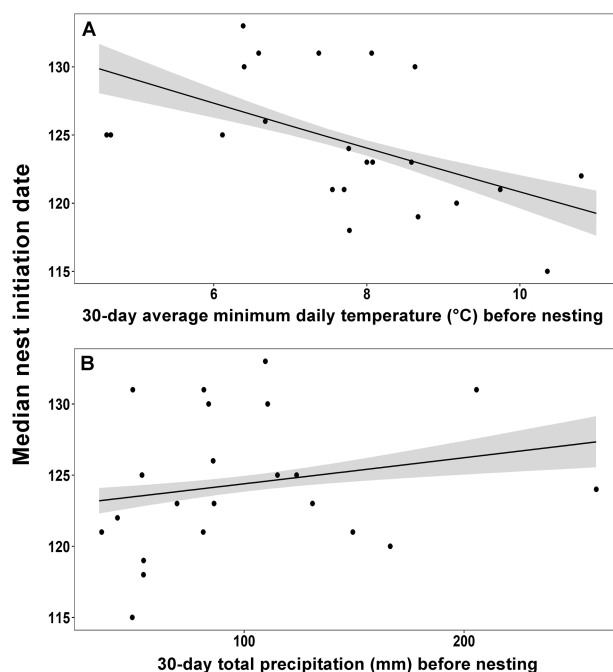 A
130
125
120
115
6
8
10
30-day average minimum daily temperature (°C) before nesting
Median nest initiation date
B
130
125
120
115
100
200
30-day total precipitation (mm) before nesting